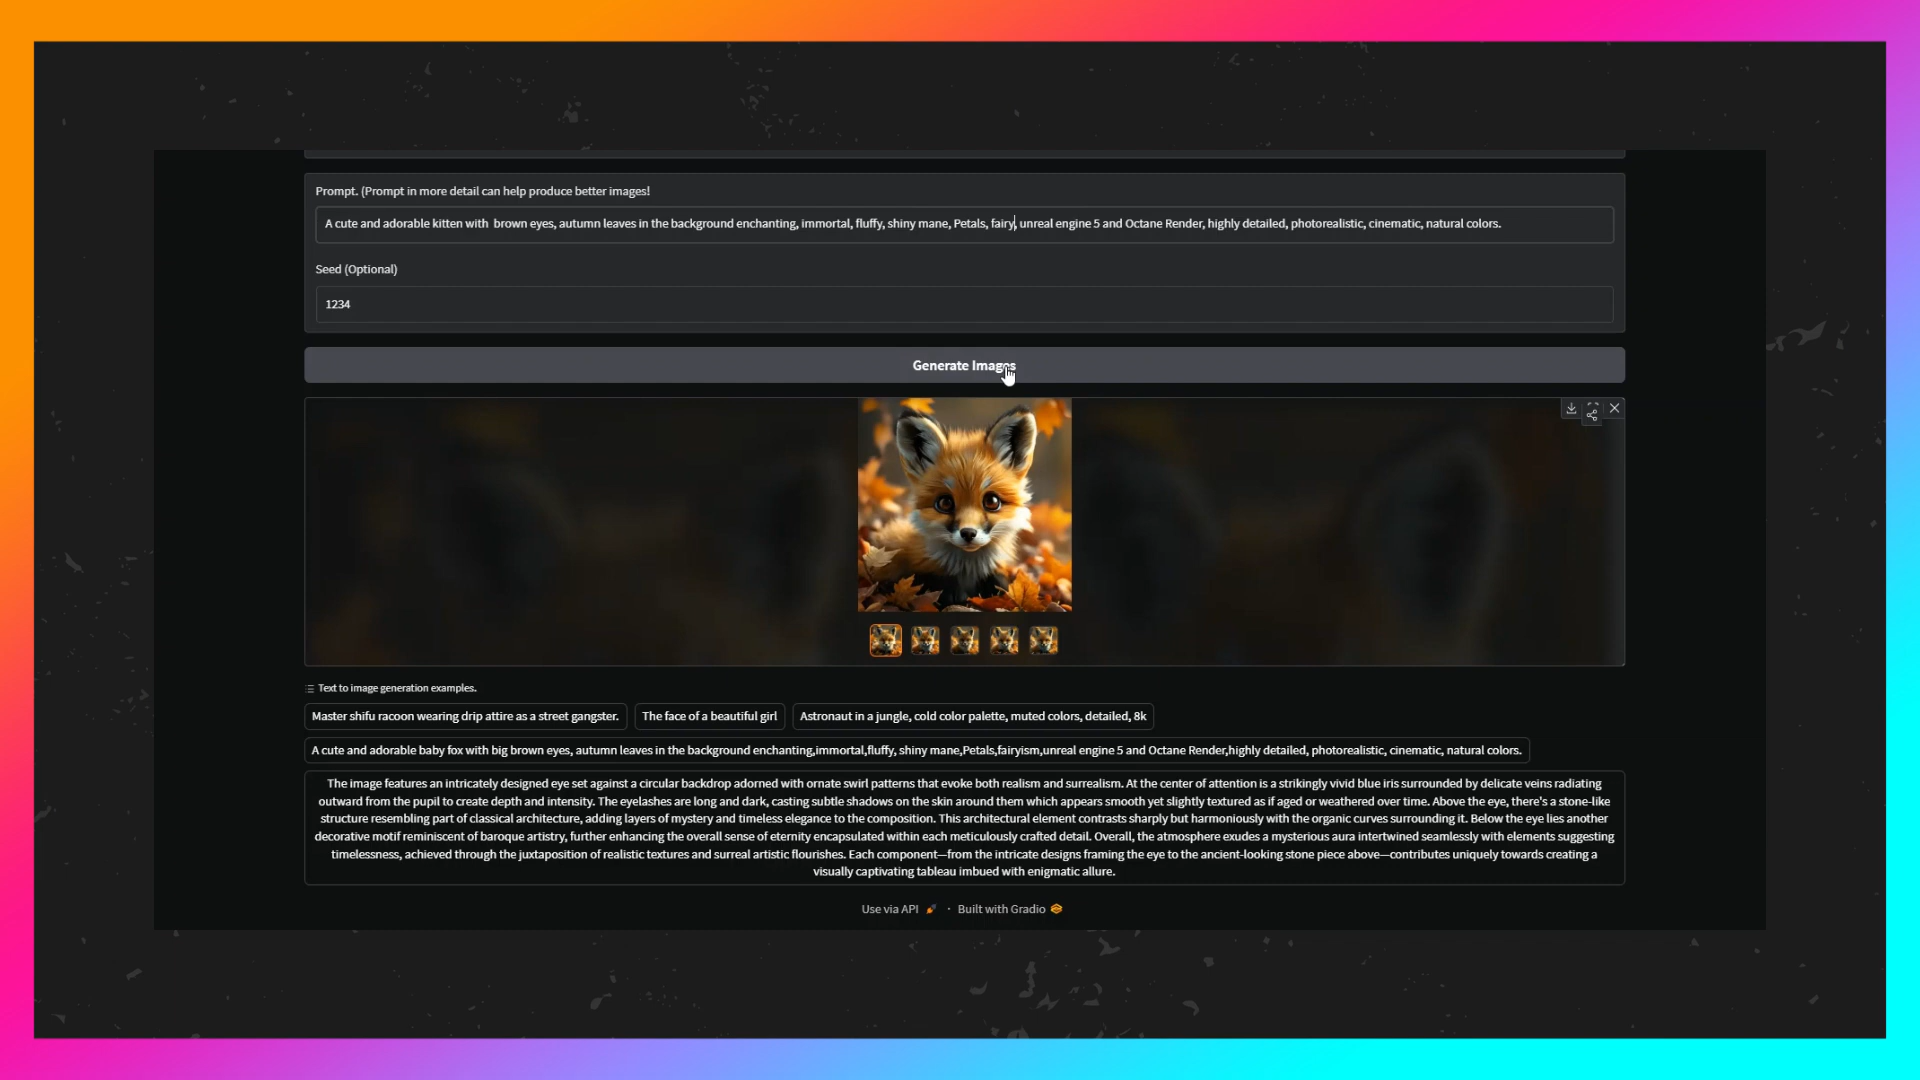 Prompt. (Prompt in more detail can help produce better images!
A cute and adorable kitten with  brown eyes, autumn leaves in the background enchanting, immortal, fluffy, shiny mane, Petals, fairy, unreal engine 5 and Octane Render, highly detailed, photorealistic, cinematic, natural colors.
Seed (Optional)
1234
Generate Images
Text to image generation examples.
Master shifu racoon wearing drip attire as a street gangster.
The face of a beautiful girl
Astronaut in a jungle, cold color palette, muted colors, detailed, 8k
A cute and adorable baby fox with big brown eyes, autumn leaves in the background enchanting,immortal,fluffy, shiny mane,Petals,fairyism,unreal engine 5 and Octane Render,highly detailed, photorealistic, cinematic, natural colors.
The image features an intricately designed eye set against a circular backdrop adorned with ornate swirl patterns that evoke both realism and surrealism. At the center of attention is a strikingly vivid blue iris surrounded by delicate veins radiating
outward from the pupil to create depth and intensity. The eyelashes are long and dark, casting subtle shadows on the skin around them which appears smooth yet slightly textured as if aged or weathered over time. Above the eye, there's a stone-like
structure resembling part of classical architecture, adding layers of mystery and timeless elegance to the composition. This architectural element contrasts sharply but harmoniously with the organic curves surrounding it. Below the eye lies another
decorative motif reminiscent of baroque artistry, further enhancing the overall sense of eternity encapsulated within each meticulously crafted detail. Overall, the atmosphere exudes a mysterious aura intertwined seamlessly with elements suggesting
timelessness, achieved through the juxtaposition of realistic textures and surreal artistic flourishes. Each component—from the intricate designs framing the eye to the ancient-looking stone piece above—contributes uniquely towards creating a
visually captivating tableau imbued with enigmatic allure.
Use via API · Built with Gradio